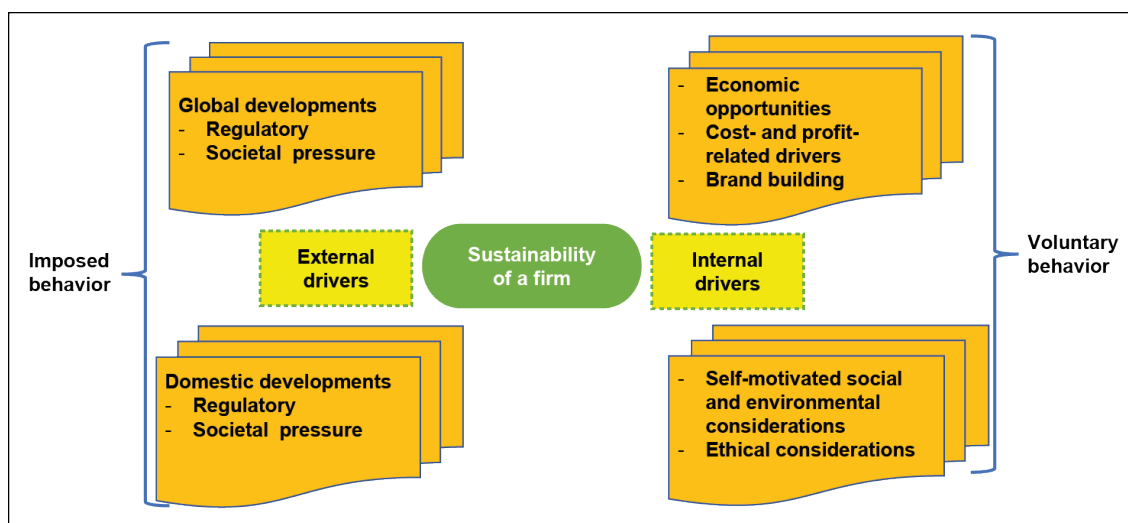 Global developments
- Regulatory
- Societal pressure
- Economic
opportunities
- Cost- and profit-
related drivers
- Brand building
Imposed
behavior
External
drivers
Sustainability
of a firm
Internal
drivers
Voluntary
behavior
Domestic developments
- Regulatory
- Societal pressure
- Self-motivated social
and environmental
considerations
- Ethical considerations